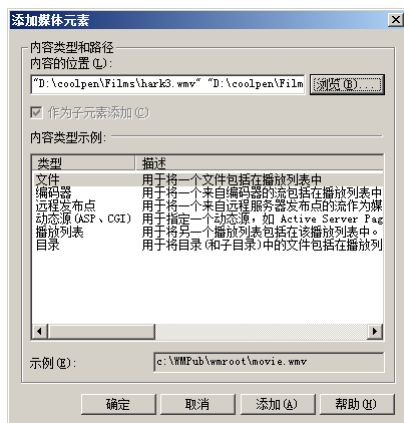 添加媒体元素
内容类型和路径
内容的位置(L):
"D:\coolpen\Films\hark3.wmv" "D:\coolpen\Film 浏览(B)...
作为子元素添加(C)
内容类型示例:
类型 描述
文件 用于将一个文件包括在播放列表中
编码器 用于将一个来自编码器的流包括在播放列表中
远程发布点 用于将一个来自远程服务器发布点的流作为媒
动态源(ASP、CGI) 用于指定一个动态源，如 Active Server Pag
播放列表 用于将另一个播放列表包括在该播放列表中。
目录 用于将目录(和子目录)中的文件包括在播放列
示例(E): c:\WMPub\wmroot\movie.wmv
确定 取消 添加(A) 帮助(H)